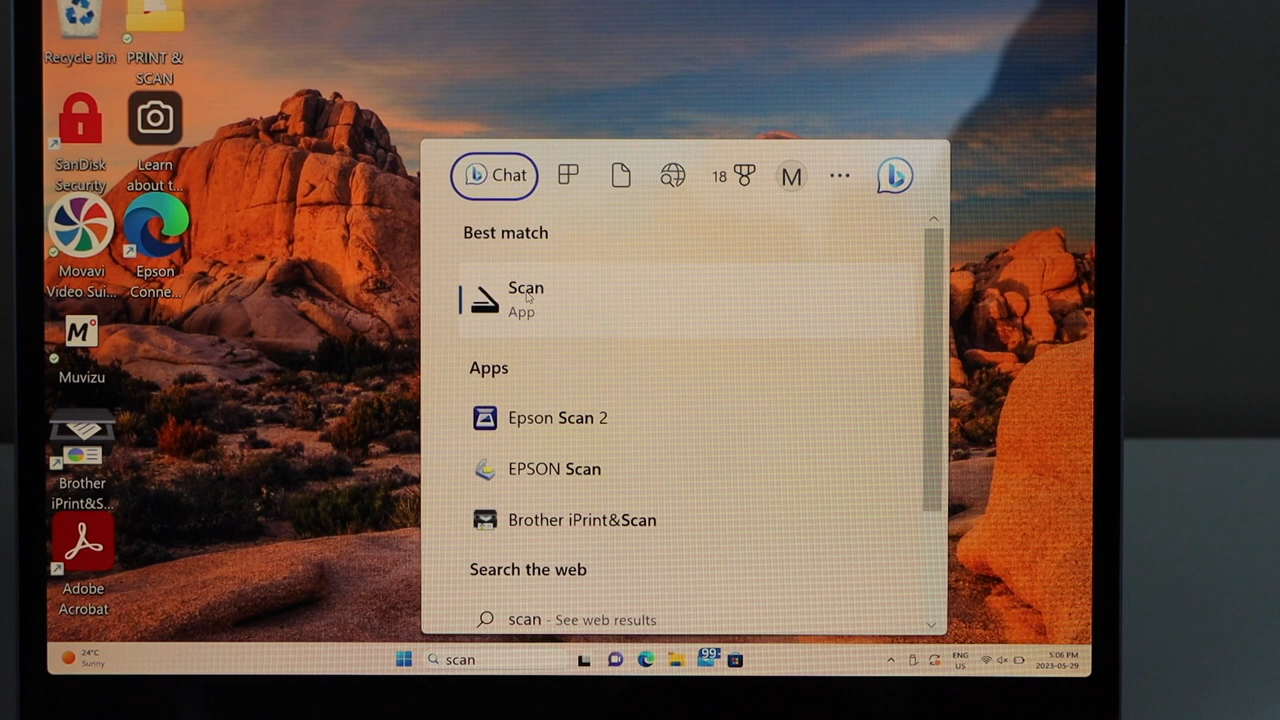 Recycle Bin
PRINT &
SCAN
SanDisk
Security
Learn
about t...
Movavi
Video Sui...
Epson
Conne...
M
Muvizu
Brother
iPrint&S...
Adobe
Acrobat
Chat
18
M
Best match
Scan
App
Apps
Epson Scan 2
EPSON Scan
Brother iPrint&Scan
Search the web
scan - See web results
24°C
Sunny
scan
99+
ENG
US
5:06 PM
2023-05-29